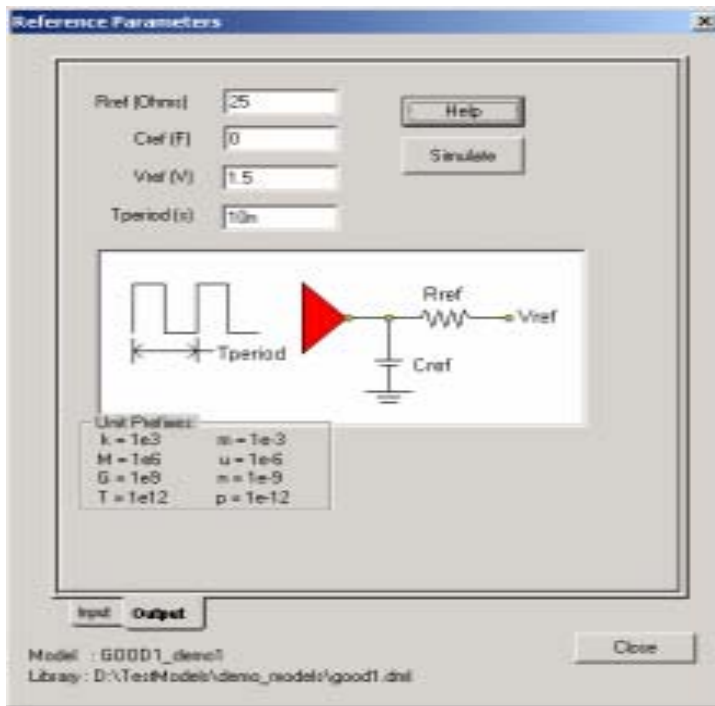 Reference Parameters
Rref (Ohms) 25
Cref (F) 0
Vref (V) 1.5
Tperiod (s) 10n
Help
Simulate
Rref
Vref
Tperiod
Cref
Unit Prefixes:
k = 1e3 m = 1e-3
M = 1e6 u = 1e-6
G = 1e9 n = 1e-9
T = 1e12 p = 1e-12
Input Output
Close
Model : GOOD1_demo1
Library : D:\TestModels\demo_models\good1.dml